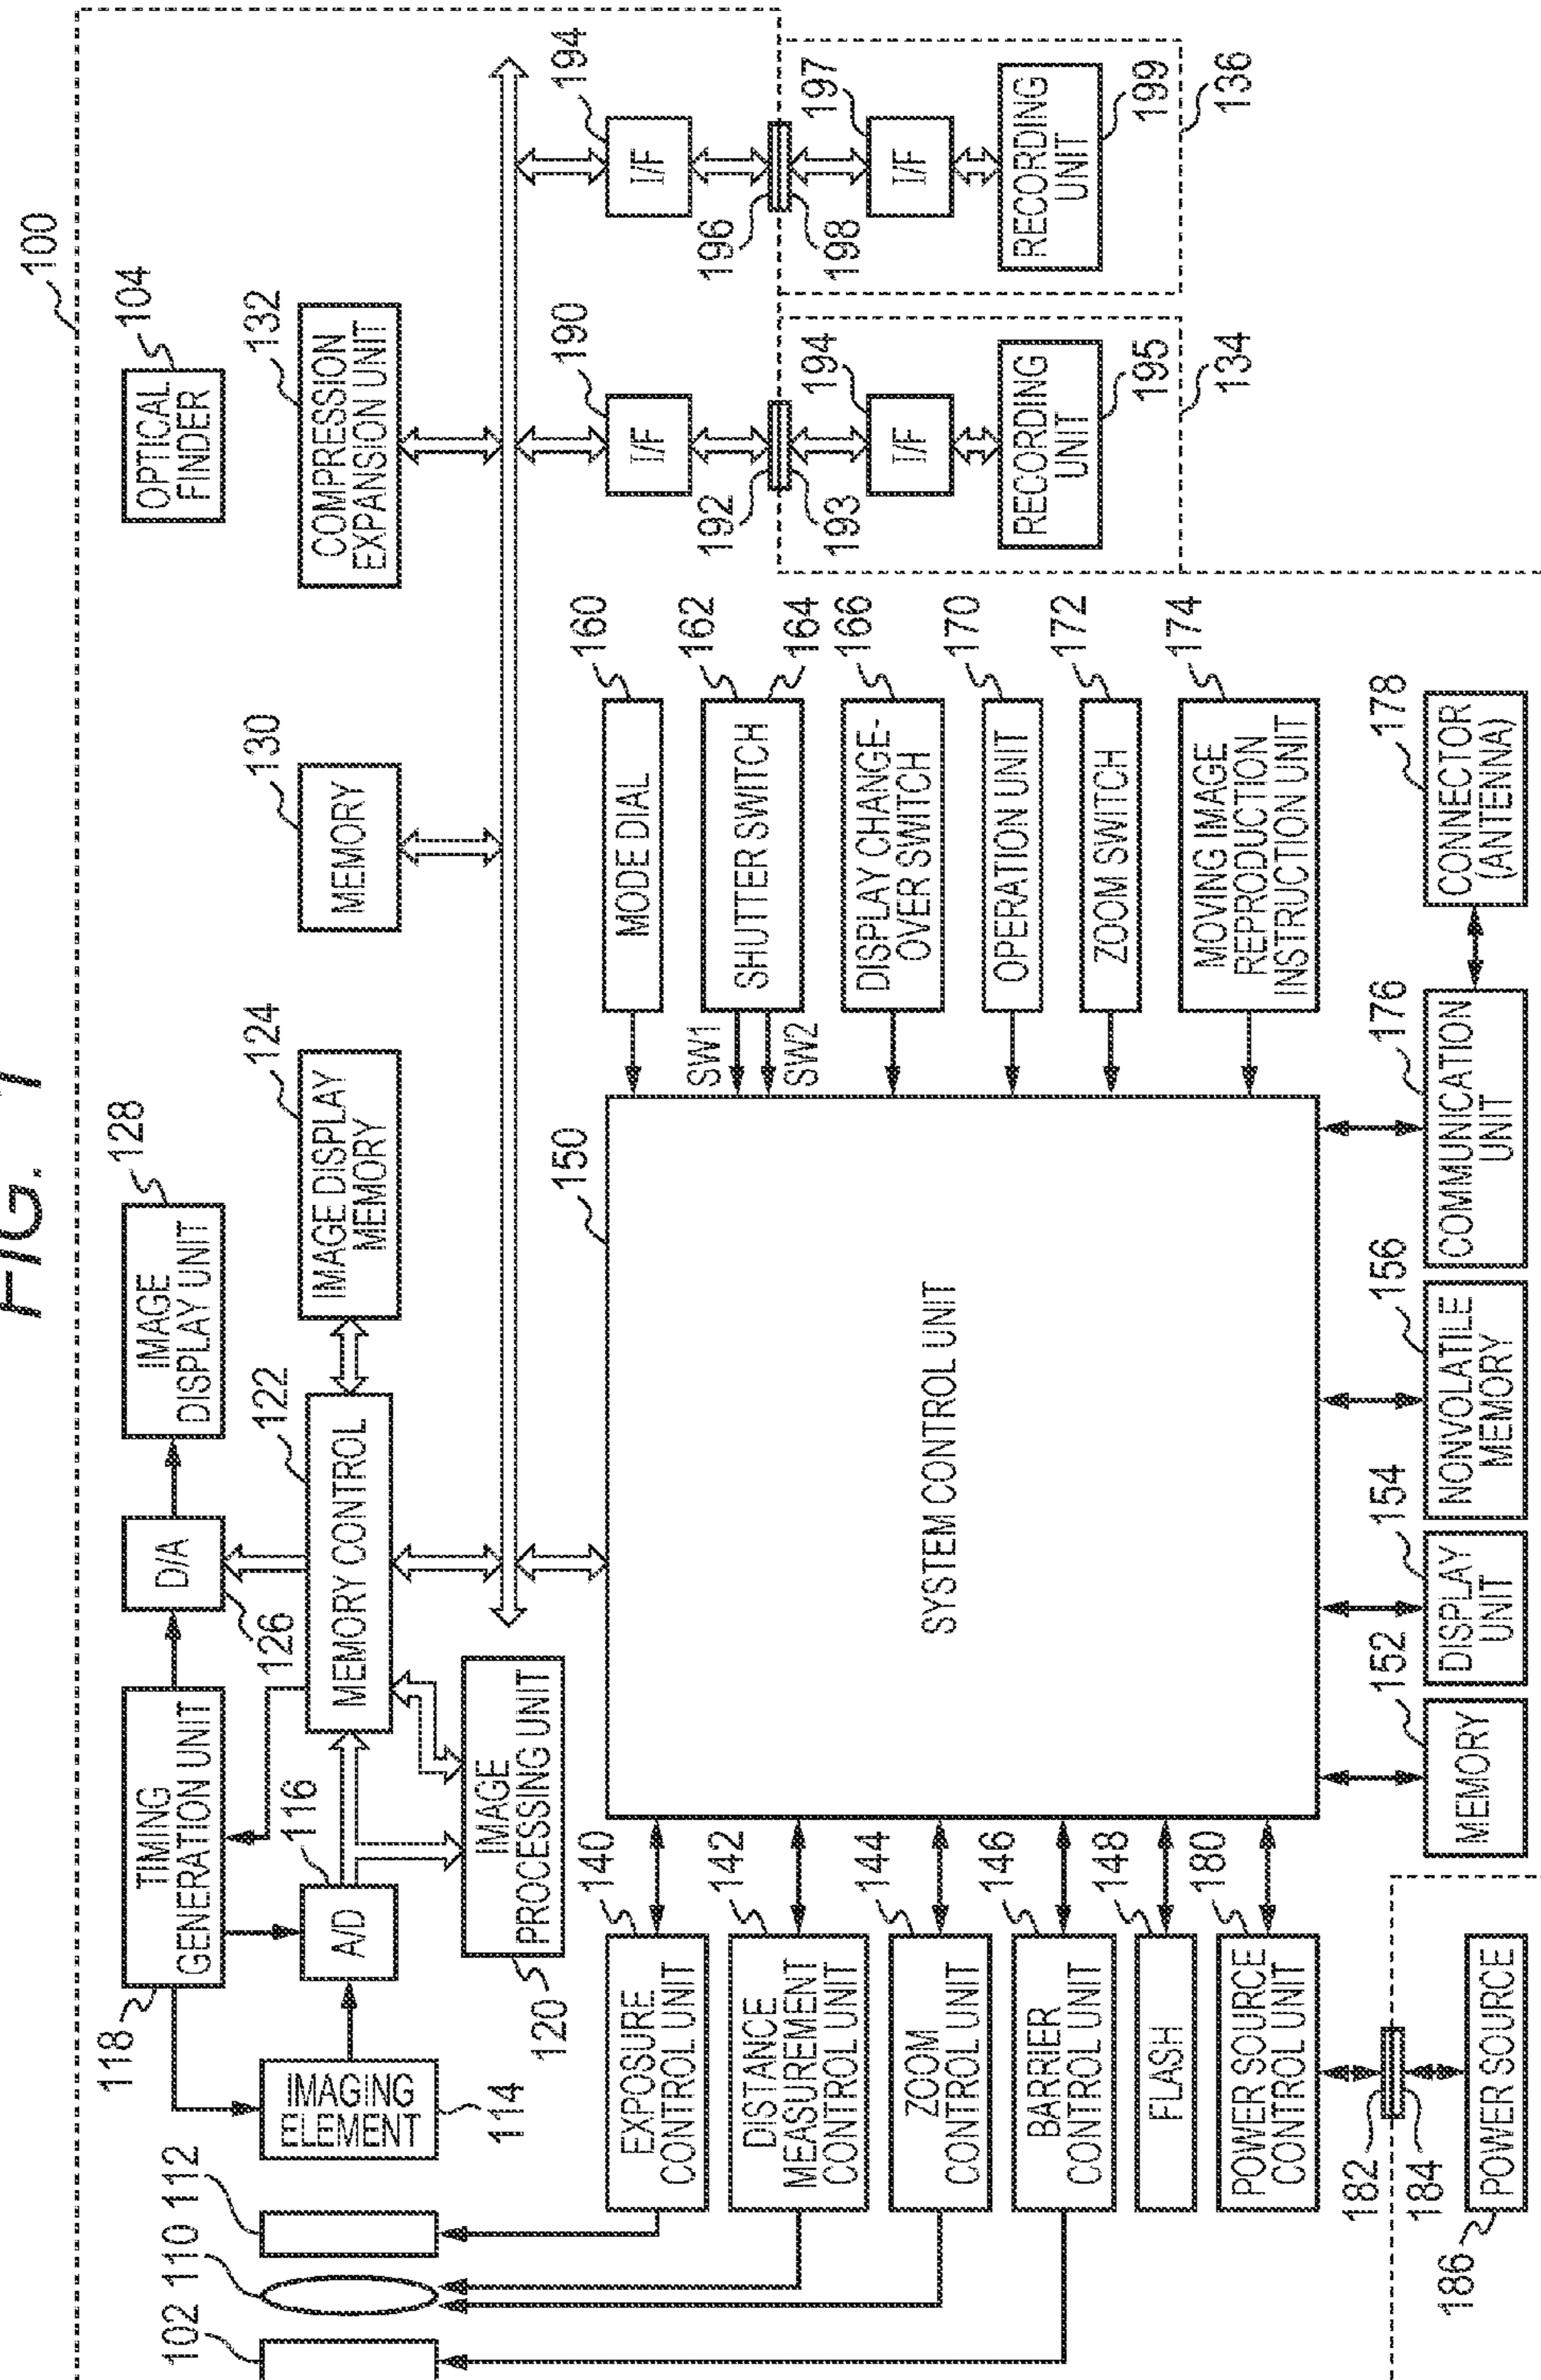 FIG. 1
100
118
TIMING
GENERATION UNIT
D/A
126
IMAGE
DISPLAY UNIT
128
OPTICAL
FINDER
104
102
110
112
IMAGING
ELEMENT
114
A/D
116
MEMORY CONTROL
122
IMAGE DISPLAY
MEMORY
124
MEMORY
130
COMPRESSION
EXPANSION UNIT
132
IMAGE
PROCESSING UNIT
120
EXPOSURE
CONTROL UNIT
140
DISTANCE
MEASUREMENT
CONTROL UNIT
142
ZOOM
CONTROL UNIT
144
BARRIER
CONTROL UNIT
146
FLASH
148
POWER SOURCE
CONTROL UNIT
180
182
184
POWER SOURCE
186
SYSTEM CONTROL UNIT
150
MODE DIAL
160
SW1
SW2
SHUTTER SWITCH
162
164
DISPLAY CHANGE-
OVER SWITCH
166
OPERATION UNIT
170
ZOOM SWITCH
172
MOVING IMAGE
REPRODUCTION
INSTRUCTION UNIT
174
MEMORY
152
DISPLAY
UNIT
154
NONVOLATILE
MEMORY
156
COMMUNICATION
UNIT
176
CONNECTOR
(ANTENNA)
178
I/F
190
192
193
I/F
194
RECORDING
UNIT
195
134
I/F
194
196
198
I/F
197
RECORDING
UNIT
199
136